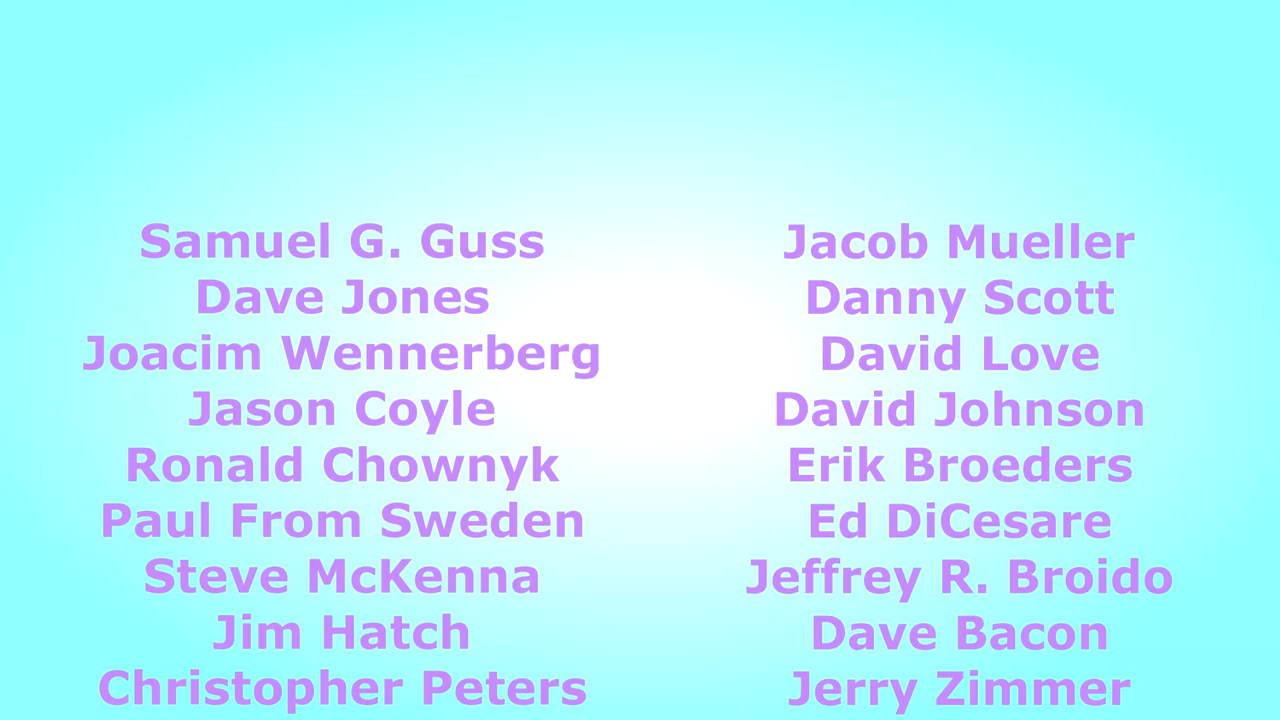 Samuel G. Guss
Dave Jones
Joacim Wennerberg
Jason Coyle
Ronald Chownyk
Paul From Sweden
Steve McKenna
Jim Hatch
Christopher Peters
Jacob Mueller
Danny Scott
David Love
David Johnson
Erik Broeders
Ed DiCesare
Jeffrey R. Broido
Dave Bacon
Jerry Zimmer